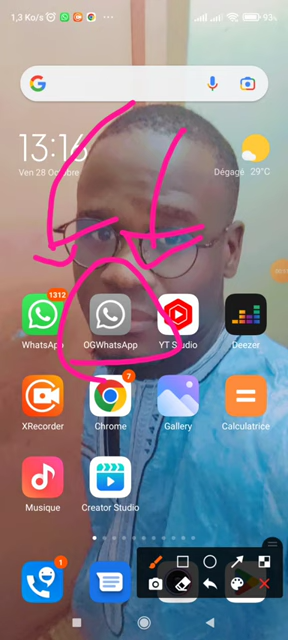 1,3 Ko/s
93%
13:16
Ven 28 Octobre
Dégagé 29°C
1312
WhatsApp
OGWhatsApp
YT Studio
Deezer
7
XRecorder
Chrome
Gallery
Calculatrice
Musique
Creator Studio
1